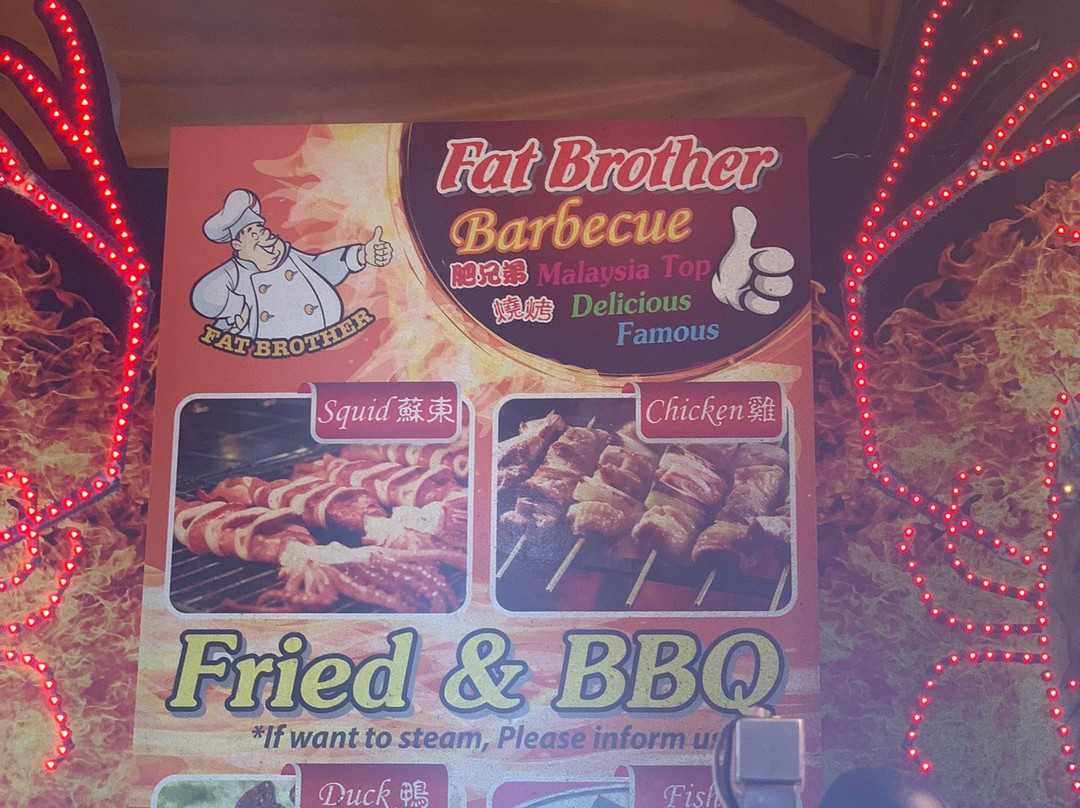 Fat Brother
Barbecue
肥兄弟 Malaysia Top
燒烤 Delicious
Famous
FAT BROTHER
Squid 蘇東
Chicken 雞
Fried & BBQ
*If want to steam, Please inform us
Duck 鴨
Fish